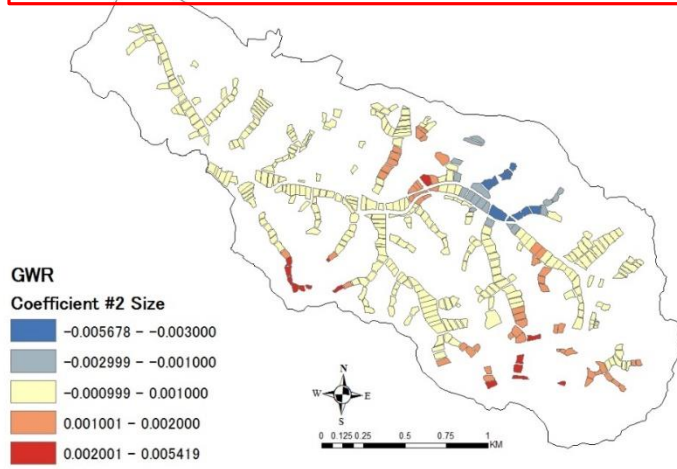 GWR
Coefficient #2 Size
-0.005678 - -0.003000
-0.002999 - -0.001000
-0.000999 - 0.001000
0.001001 - 0.002000
0.002001 - 0.005419
N
W E
S
0 0.125 0.25 0.5 0.75 1
KM